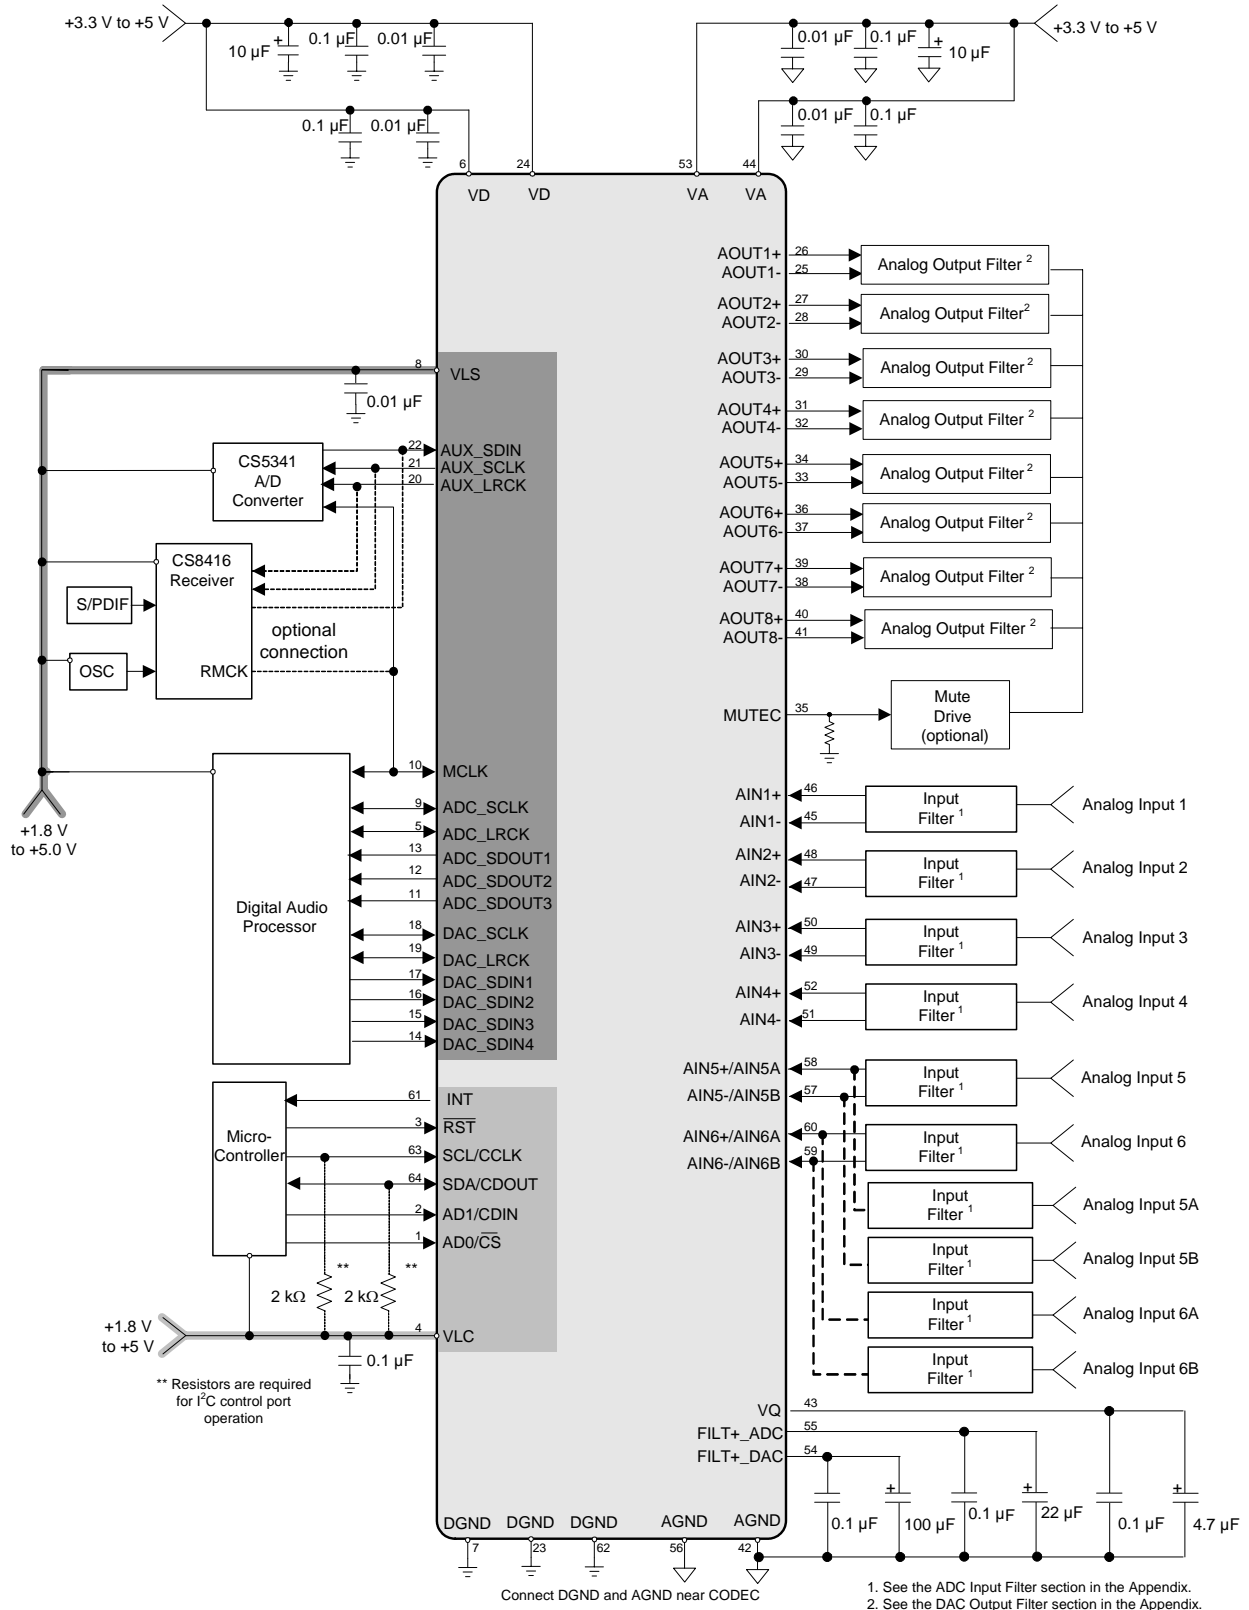 +3.3 V to +5 V
10 µF
+
0.1 µF
0.01 µF
0.1 µF
0.01 µF
0.01 µF
0.1 µF
+
10 µF
+3.3 V to +5 V
0.01 µF
0.1 µF
6
24
53
44
VD
VD
VA
VA
AOUT1+
26
AOUT1-
25
Analog Output Filter 2
AOUT2+
27
AOUT2-
28
Analog Output Filter2
AOUT3+
30
AOUT3-
29
Analog Output Filter 2
AOUT4+
31
AOUT4-
32
Analog Output Filter 2
AOUT5+
34
AOUT5-
33
Analog Output Filter 2
AOUT6+
36
AOUT6-
37
Analog Output Filter 2
AOUT7+
39
AOUT7-
38
Analog Output Filter 2
AOUT8+
40
AOUT8-
41
Analog Output Filter 2
MUTEC
35
Mute
Drive
(optional)
8
VLS
0.01 µF
CS5341
A/D
Converter
22
AUX_SDIN
21
AUX_SCLK
20
AUX_LRCK
CS8416
Receiver
S/PDIF
OSC
RMCK
optional
connection
+1.8 V
to +5.0 V
Digital Audio
Processor
10
MCLK
9
ADC_SCLK
5
ADC_LRCK
13
ADC_SDOUT1
12
ADC_SDOUT2
11
ADC_SDOUT3
18
DAC_SCLK
19
DAC_LRCK
17
DAC_SDIN1
16
DAC_SDIN2
15
DAC_SDIN3
14
DAC_SDIN4
AIN1+
46
AIN1-
45
Input
Filter 1
Analog Input 1
AIN2+
48
AIN2-
47
Input
Filter 1
Analog Input 2
AIN3+
50
AIN3-
49
Input
Filter 1
Analog Input 3
AIN4+
52
AIN4-
51
Input
Filter 1
Analog Input 4
AIN5+/AIN5A
58
AIN5-/AIN5B
57
Input
Filter 1
Analog Input 5
AIN6+/AIN6A
60
AIN6-/AIN6B
59
Input
Filter 1
Analog Input 6
Input
Filter 1
Analog Input 5A
Input
Filter 1
Analog Input 5B
Input
Filter 1
Analog Input 6A
Input
Filter 1
Analog Input 6B
Micro-
Controller
61
INT
3
RST
63
SCL/CCLK
64
SDA/CDOUT
2
AD1/CDIN
1
AD0/CS
**
**
2 kΩ
2 kΩ
+1.8 V
to +5 V
4
VLC
0.1 µF
** Resistors are required
for I2C control port
operation
VQ
43
FILT+_ADC
55
FILT+_DAC
54
0.1 µF
+
100 µF
0.1 µF
+
22 µF
0.1 µF
+
4.7 µF
DGND
DGND
DGND
AGND
AGND
7
23
62
56
42
Connect DGND and AGND near CODEC
1. See the ADC Input Filter section in the Appendix.
2. See the DAC Output Filter section in the Appendix.